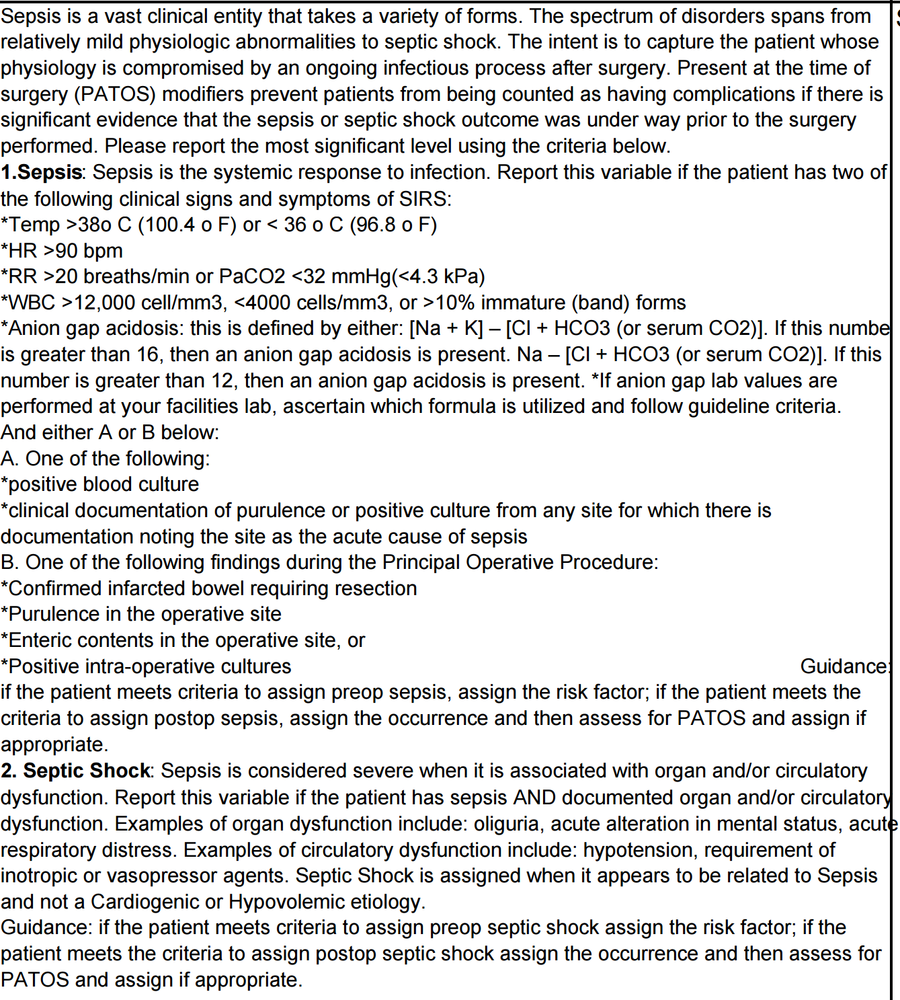 Sepsis is a vast clinical entity that takes a variety of forms. The spectrum of disorders spans from
relatively mild physiologic abnormalities to septic shock. The intent is to capture the patient whose
physiology is compromised by an ongoing infectious process after surgery. Present at the time of
surgery (PATOS) modifiers prevent patients from being counted as having complications if there is
significant evidence that the sepsis or septic shock outcome was under way prior to the surgery
performed. Please report the most significant level using the criteria below.
1.Sepsis: Sepsis is the systemic response to infection. Report this variable if the patient has two of
the following clinical signs and symptoms of SIRS:
*Temp >38o C (100.4 o F) or < 36 o C (96.8 o F)
*HR >90 bpm
*RR >20 breaths/min or PaCO2 <32 mmHg(<4.3 kPa)
*WBC >12,000 cell/mm3, <4000 cells/mm3, or >10% immature (band) forms
*Anion gap acidosis: this is defined by either: [Na + K] – [Cl + HCO3 (or serum CO2)]. If this numbe
is greater than 16, then an anion gap acidosis is present. Na – [Cl + HCO3 (or serum CO2)]. If this
number is greater than 12, then an anion gap acidosis is present. *If anion gap lab values are
performed at your facilities lab, ascertain which formula is utilized and follow guideline criteria.
And either A or B below:
A. One of the following:
*positive blood culture
*clinical documentation of purulence or positive culture from any site for which there is
documentation noting the site as the acute cause of sepsis
B. One of the following findings during the Principal Operative Procedure:
*Confirmed infarcted bowel requiring resection
*Purulence in the operative site
*Enteric contents in the operative site, or
*Positive intra-operative cultures Guidance:
if the patient meets criteria to assign preop sepsis, assign the risk factor; if the patient meets the
criteria to assign postop sepsis, assign the occurrence and then assess for PATOS and assign if
appropriate.
2. Septic Shock: Sepsis is considered severe when it is associated with organ and/or circulatory
dysfunction. Report this variable if the patient has sepsis AND documented organ and/or circulatory
dysfunction. Examples of organ dysfunction include: oliguria, acute alteration in mental status, acute
respiratory distress. Examples of circulatory dysfunction include: hypotension, requirement of
inotropic or vasopressor agents. Septic Shock is assigned when it appears to be related to Sepsis
and not a Cardiogenic or Hypovolemic etiology.
Guidance: if the patient meets criteria to assign preop septic shock assign the risk factor; if the
patient meets the criteria to assign postop septic shock assign the occurrence and then assess for
PATOS and assign if appropriate.